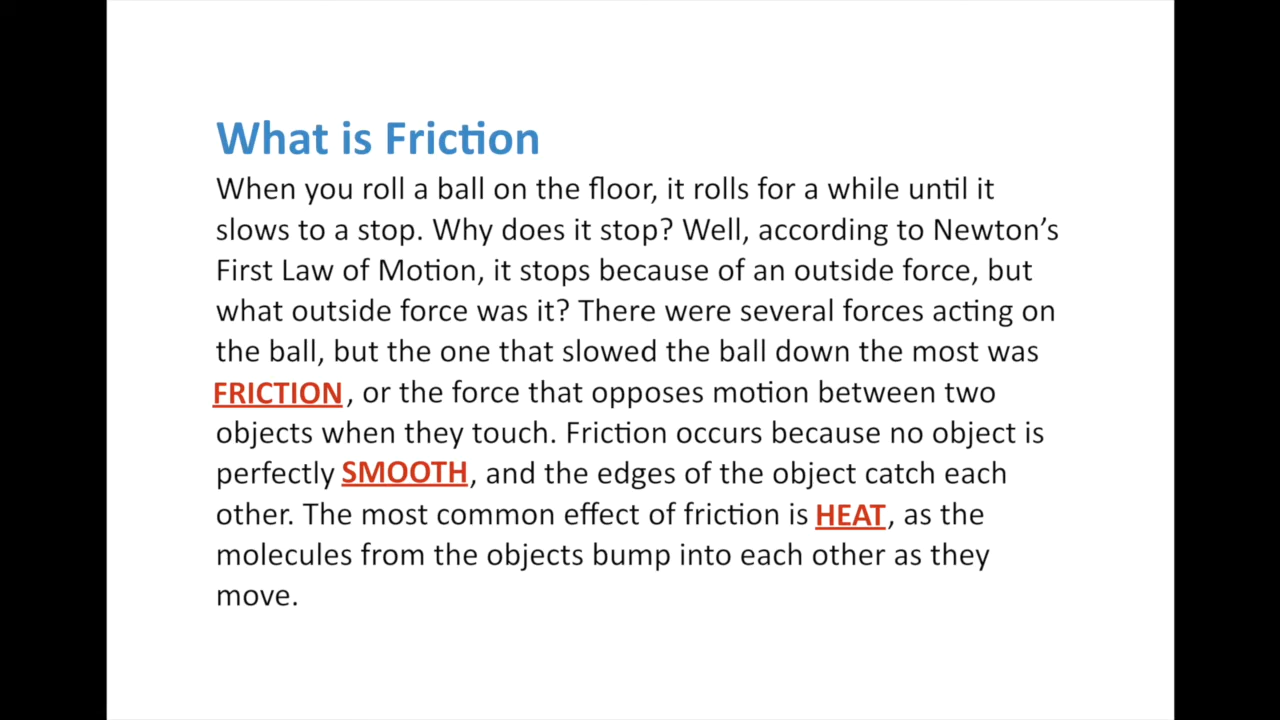 What is Friction
When you roll a ball on the floor, it rolls for a while until it
slows to a stop. Why does it stop? Well, according to Newton’s
First Law of Motion, it stops because of an outside force, but
what outside force was it? There were several forces acting on
the ball, but the one that slowed the ball down the most was
FRICTION, or the force that opposes motion between two
objects when they touch. Friction occurs because no object is
perfectly SMOOTH, and the edges of the object catch each
other. The most common effect of friction is HEAT, as the
molecules from the objects bump into each other as they
move.